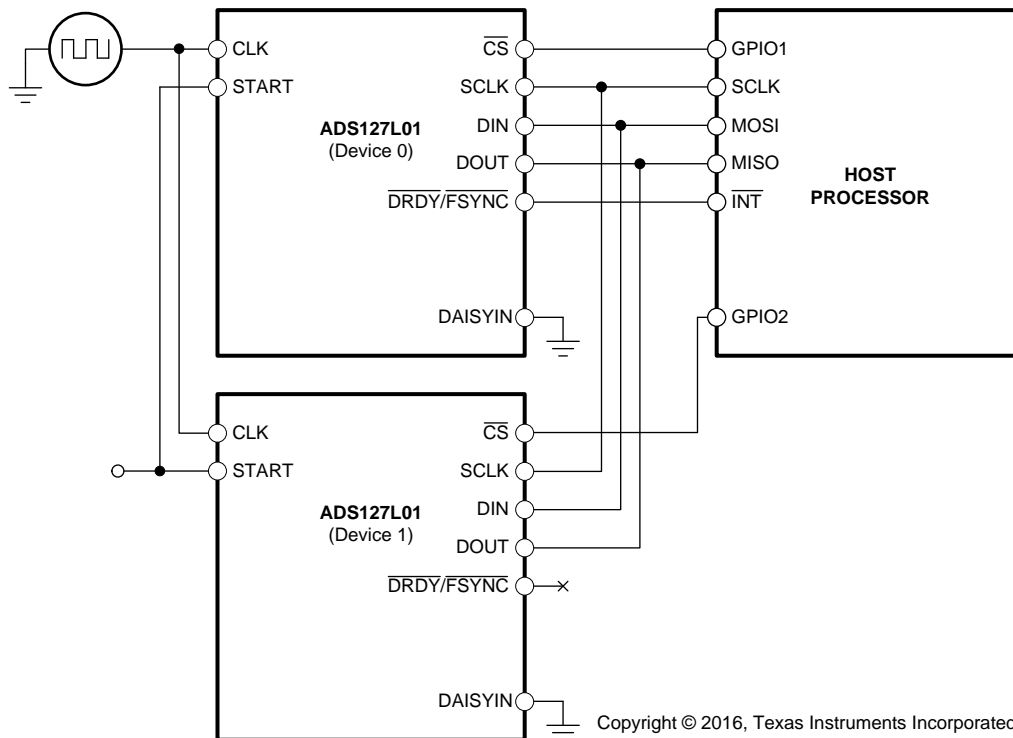 CLK
START
ADS127L01
(Device 0)
CS
SCLK
DIN
DOUT
DRDY/FSYNC
DAISYIN
GPIO1
SCLK
MOSI
MISO
INT
GPIO2
HOST
PROCESSOR
CLK
START
ADS127L01
(Device 1)
CS
SCLK
DIN
DOUT
DRDY/FSYNC
DAISYIN
Copyright © 2016, Texas Instruments Incorporated